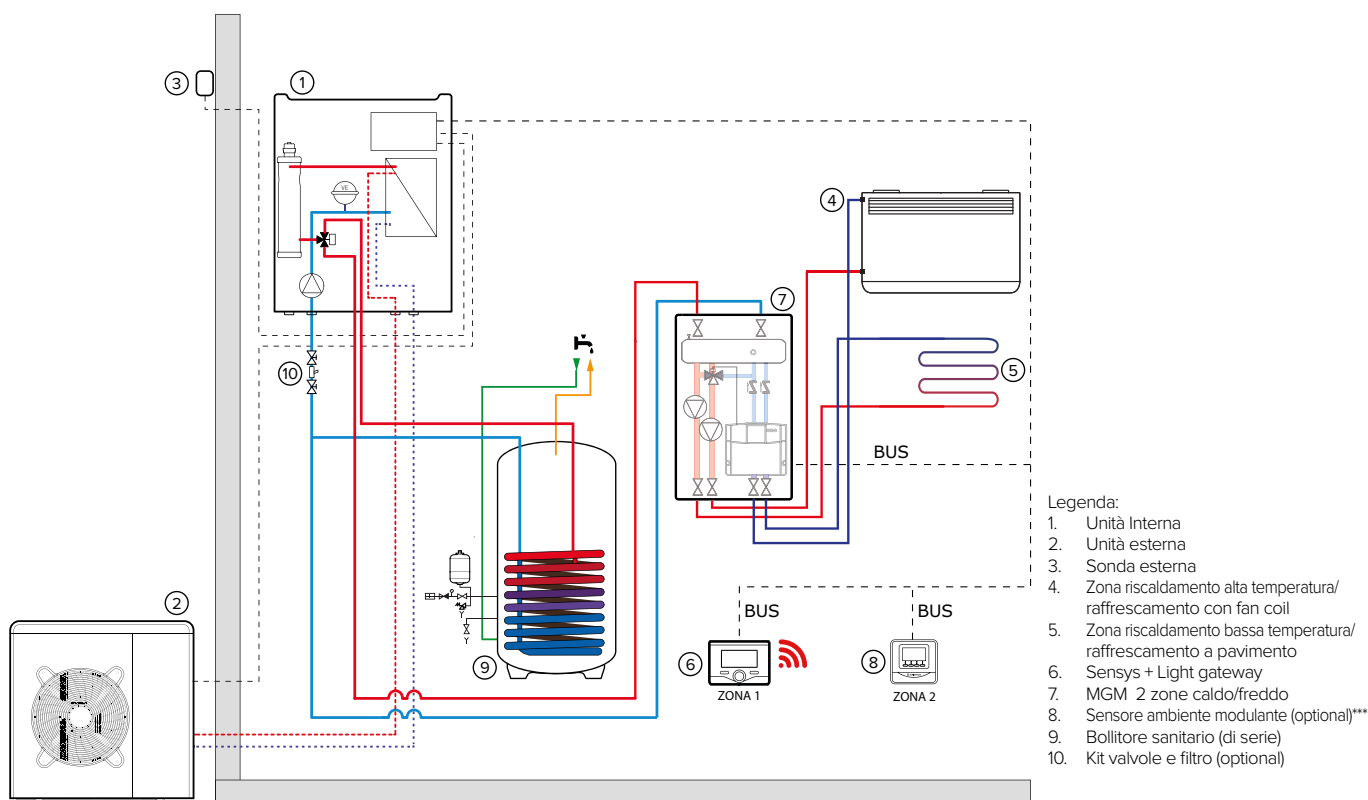 3
1
VE
4
7
10
5
BUS
2
9
BUS
BUS
6
8
ZONA 1
ZONA 2
Legenda:
1. Unità Interna
2. Unità esterna
3. Sonda esterna
4. Zona riscaldamento alta temperatura/
raffrescamento con fan coil
5. Zona riscaldamento bassa temperatura/
raffrescamento a pavimento
6. Sensys + Light gateway
7. MGM 2 zone caldo/freddo
8. Sensore ambiente modulante (optional)***
9. Bollitore sanitario (di serie)
10. Kit valvole e filtro (optional)